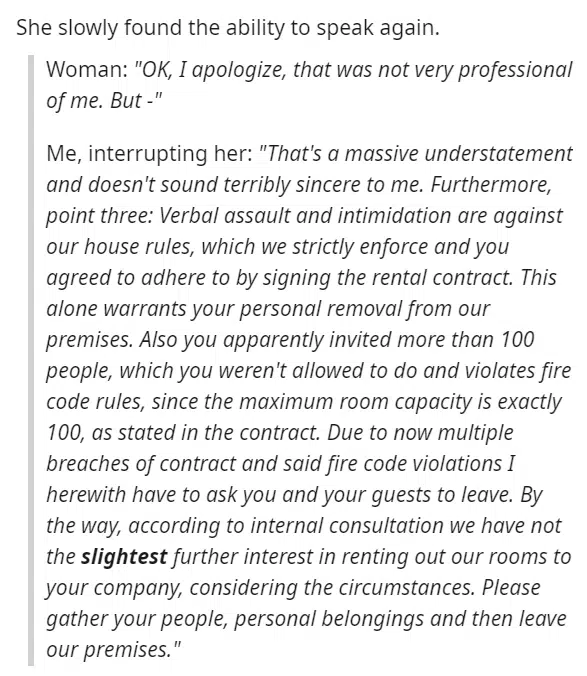 She slowly found the ability to speak again.
Woman: "OK, I apologize, that was not very professional
of me. But -"
Me, interrupting her: "That's a massive understatement
and doesn't sound terribly sincere to me. Furthermore,
point three: Verbal assault and intimidation are against
our house rules, which we strictly enforce and you
agreed to adhere to by signing the rental contract. This
alone warrants your personal removal from our
premises. Also you apparently invited more than 100
people, which you weren't allowed to do and violates fire
code rules, since the maximum room capacity is exactly
100, as stated in the contract. Due to now multiple
breaches of contract and said fire code violations I
herewith have to ask you and your guests to leave. By
the way, according to internal consultation we have not
the slightest further interest in renting out our rooms to
your company, considering the circumstances. Please
gather your people, personal belongings and then leave
our premises."